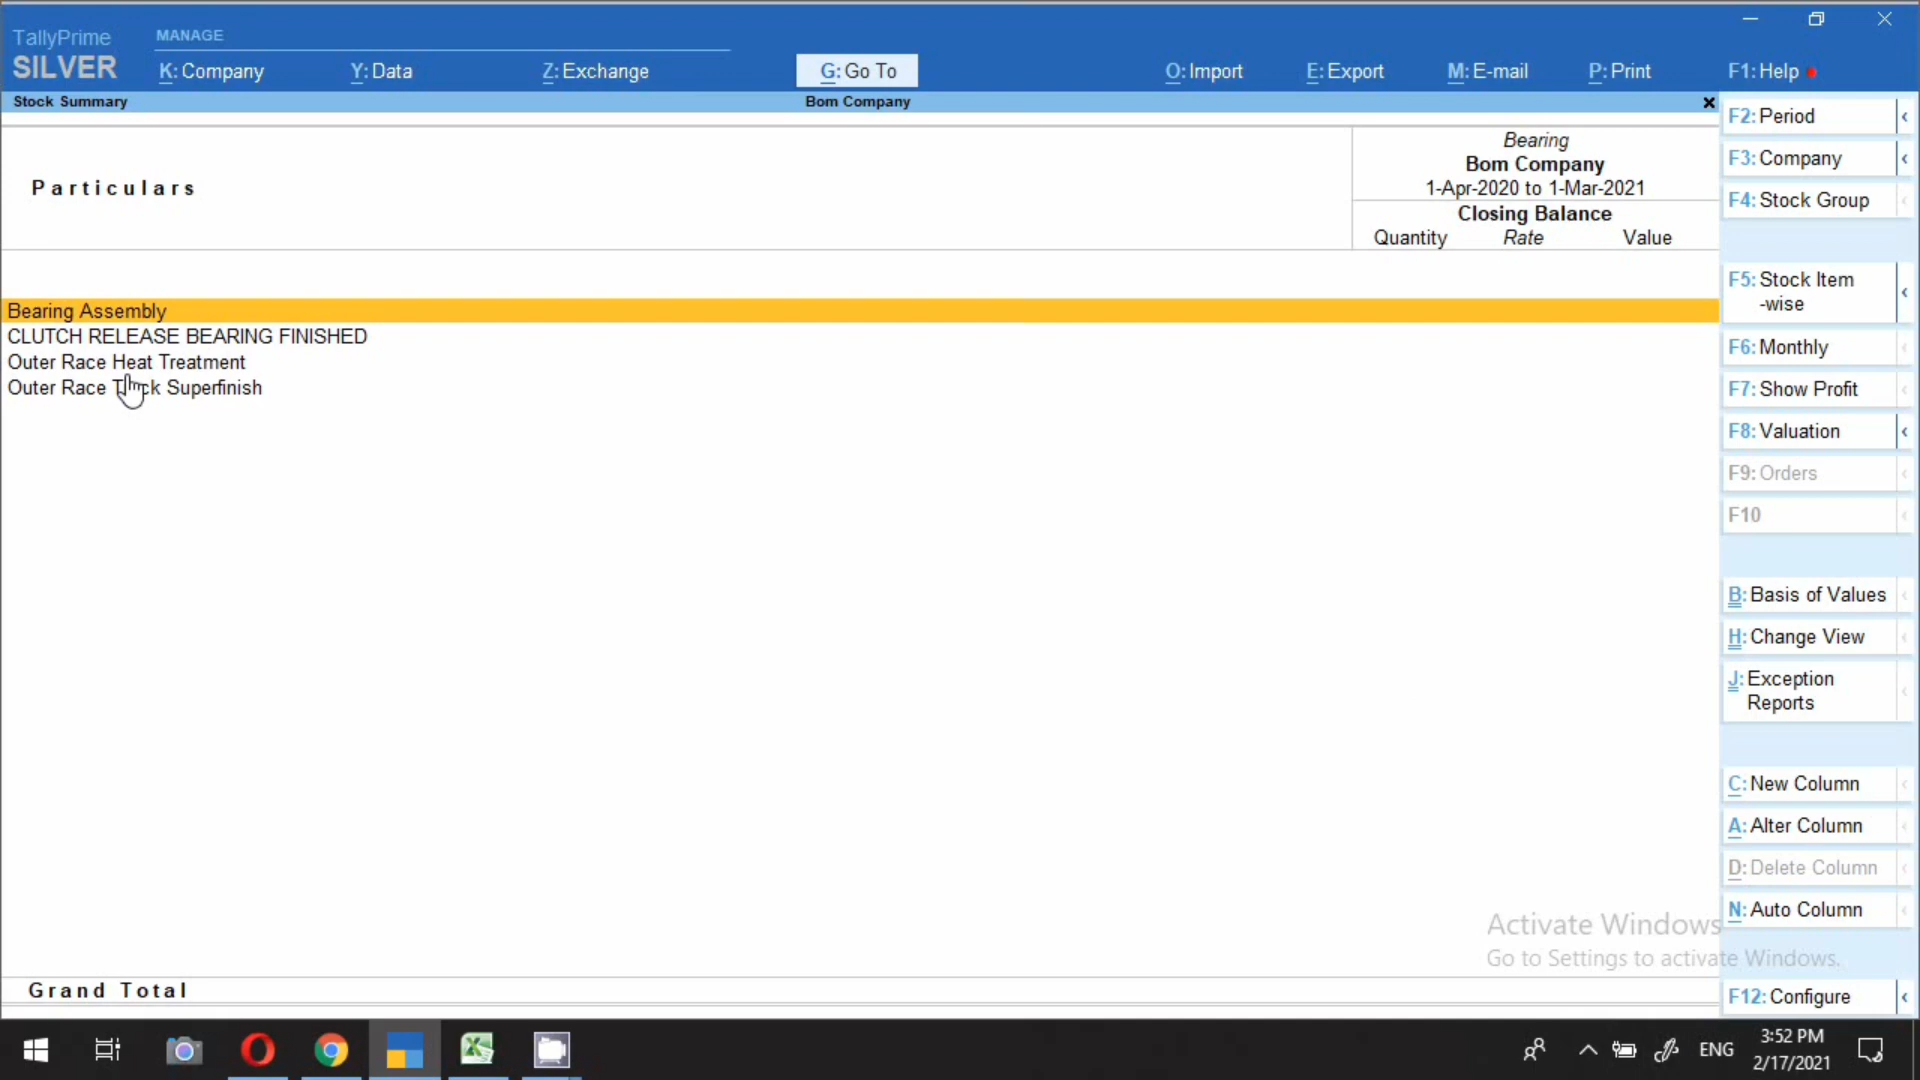 TallyPrime
MANAGE
SILVER
K: Company
Y: Data
Z: Exchange
G: Go To
O: Import
E: Export
M: E-mail
P: Print
F1: Help
Stock Summary
Bom Company
Particulars
Bearing
Bom Company
1-Apr-2020 to 1-Mar-2021
Closing Balance
Quantity Rate Value
Bearing Assembly
CLUTCH RELEASE BEARING FINISHED
Outer Race Heat Treatment
Outer Race Superfinish
Grand Total
F2: Period
F3: Company
F4: Stock Group
F5: Stock Item
-wise
F6: Monthly
F7: Show Profit
F8: Valuation
F9: Orders
F10
B: Basis of Values
H: Change View
J: Exception
Reports
C: New Column
A: Alter Column
D: Delete Column
N: Auto Column
F12: Configure
Activate Windows
Go to Settings to activate Windows.
ENG
3:52 PM
2/17/2021